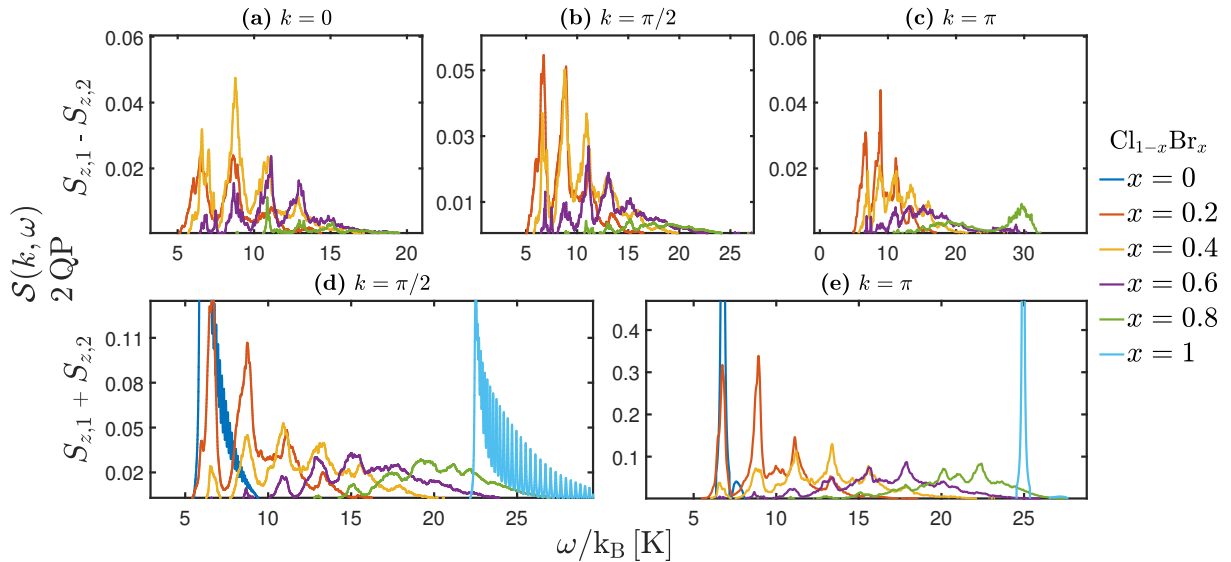 (a) k = 0
(b) k = π/2
(c) k = π
0.06
0.04
0.02
5 10 15 20
0.05
0.03
0.01
5 10 15 20 25
0.06
0.04
0.02
0 10 20 30
S_{z,1} - S_{z,2}
S(k, ω)
2 QP
(d) k = π/2
(e) k = π
0.11
0.08
0.05
0.02
5 10 15 20 25
0.4
0.3
0.2
0.1
5 10 15 20 25
S_{z,1} + S_{z,2}
ω/k_B [K]
Cl_{1−x}Br_x
x = 0
x = 0.2
x = 0.4
x = 0.6
x = 0.8
x = 1